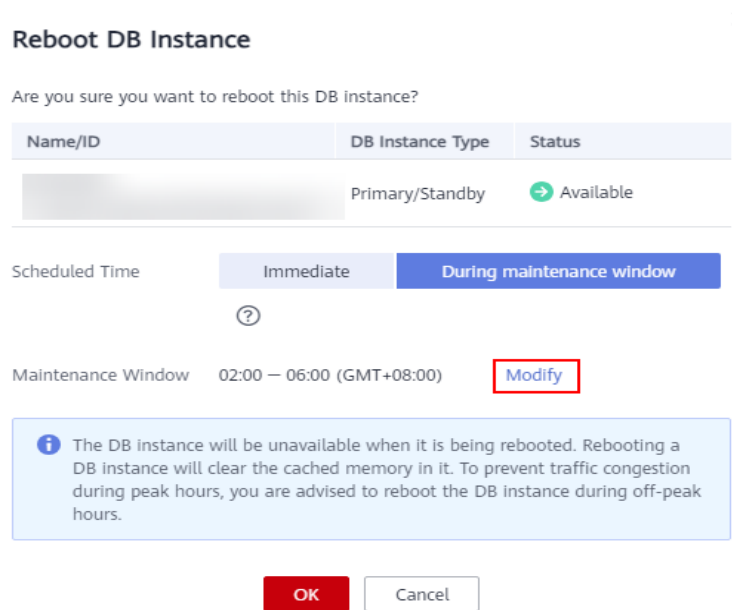 Reboot DB Instance
Are you sure you want to reboot this DB instance?
Name/ID DB Instance Type Status
Primary/Standby Available
Scheduled Time Immediate During maintenance window
?
Maintenance Window 02:00 — 06:00 (GMT+08:00) Modify
The DB instance will be unavailable when it is being rebooted. Rebooting a
DB instance will clear the cached memory in it. To prevent traffic congestion
during peak hours, you are advised to reboot the DB instance during off-peak
hours.
OK Cancel